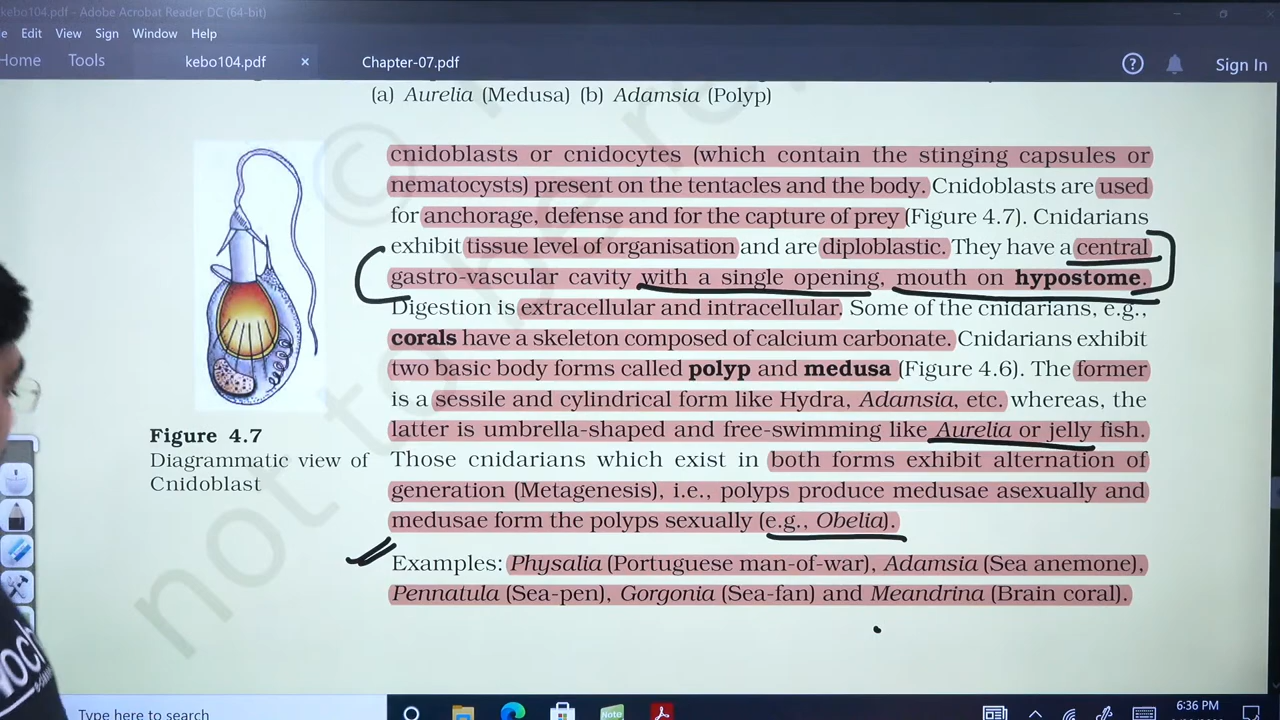 kebo104.pdf - Adobe Acrobat Reader DC (64-bit)
Edit View Sign Window Help
Home Tools kebo104.pdf × Chapter-07.pdf Sign In
(a) Aurelia (Medusa) (b) Adamsia (Polyp)
cnidoblasts or cnidocytes (which contain the stinging capsules or
nematocysts) present on the tentacles and the body. Cnidoblasts are used
for anchorage, defense and for the capture of prey (Figure 4.7). Cnidarians
exhibit tissue level of organisation and are diploblastic. They have a central
gastro-vascular cavity with a single opening, mouth on hypostome.
Digestion is extracellular and intracellular. Some of the cnidarians, e.g.,
corals have a skeleton composed of calcium carbonate. Cnidarians exhibit
two basic body forms called polyp and medusa (Figure 4.6). The former
is a sessile and cylindrical form like Hydra, Adamsia, etc. whereas, the
latter is umbrella-shaped and free-swimming like Aurelia or jelly fish.
Those cnidarians which exist in both forms exhibit alternation of
generation (Metagenesis), i.e., polyps produce medusae asexually and
medusae form the polyps sexually (e.g., Obelia).
Examples: Physalia (Portuguese man-of-war), Adamsia (Sea anemone),
Pennatula (Sea-pen), Gorgonia (Sea-fan) and Meandrina (Brain coral).
Figure 4.7
Diagrammatic view of
Cnidoblast
© 
not to be
Type here to search
Note
6:36 PM